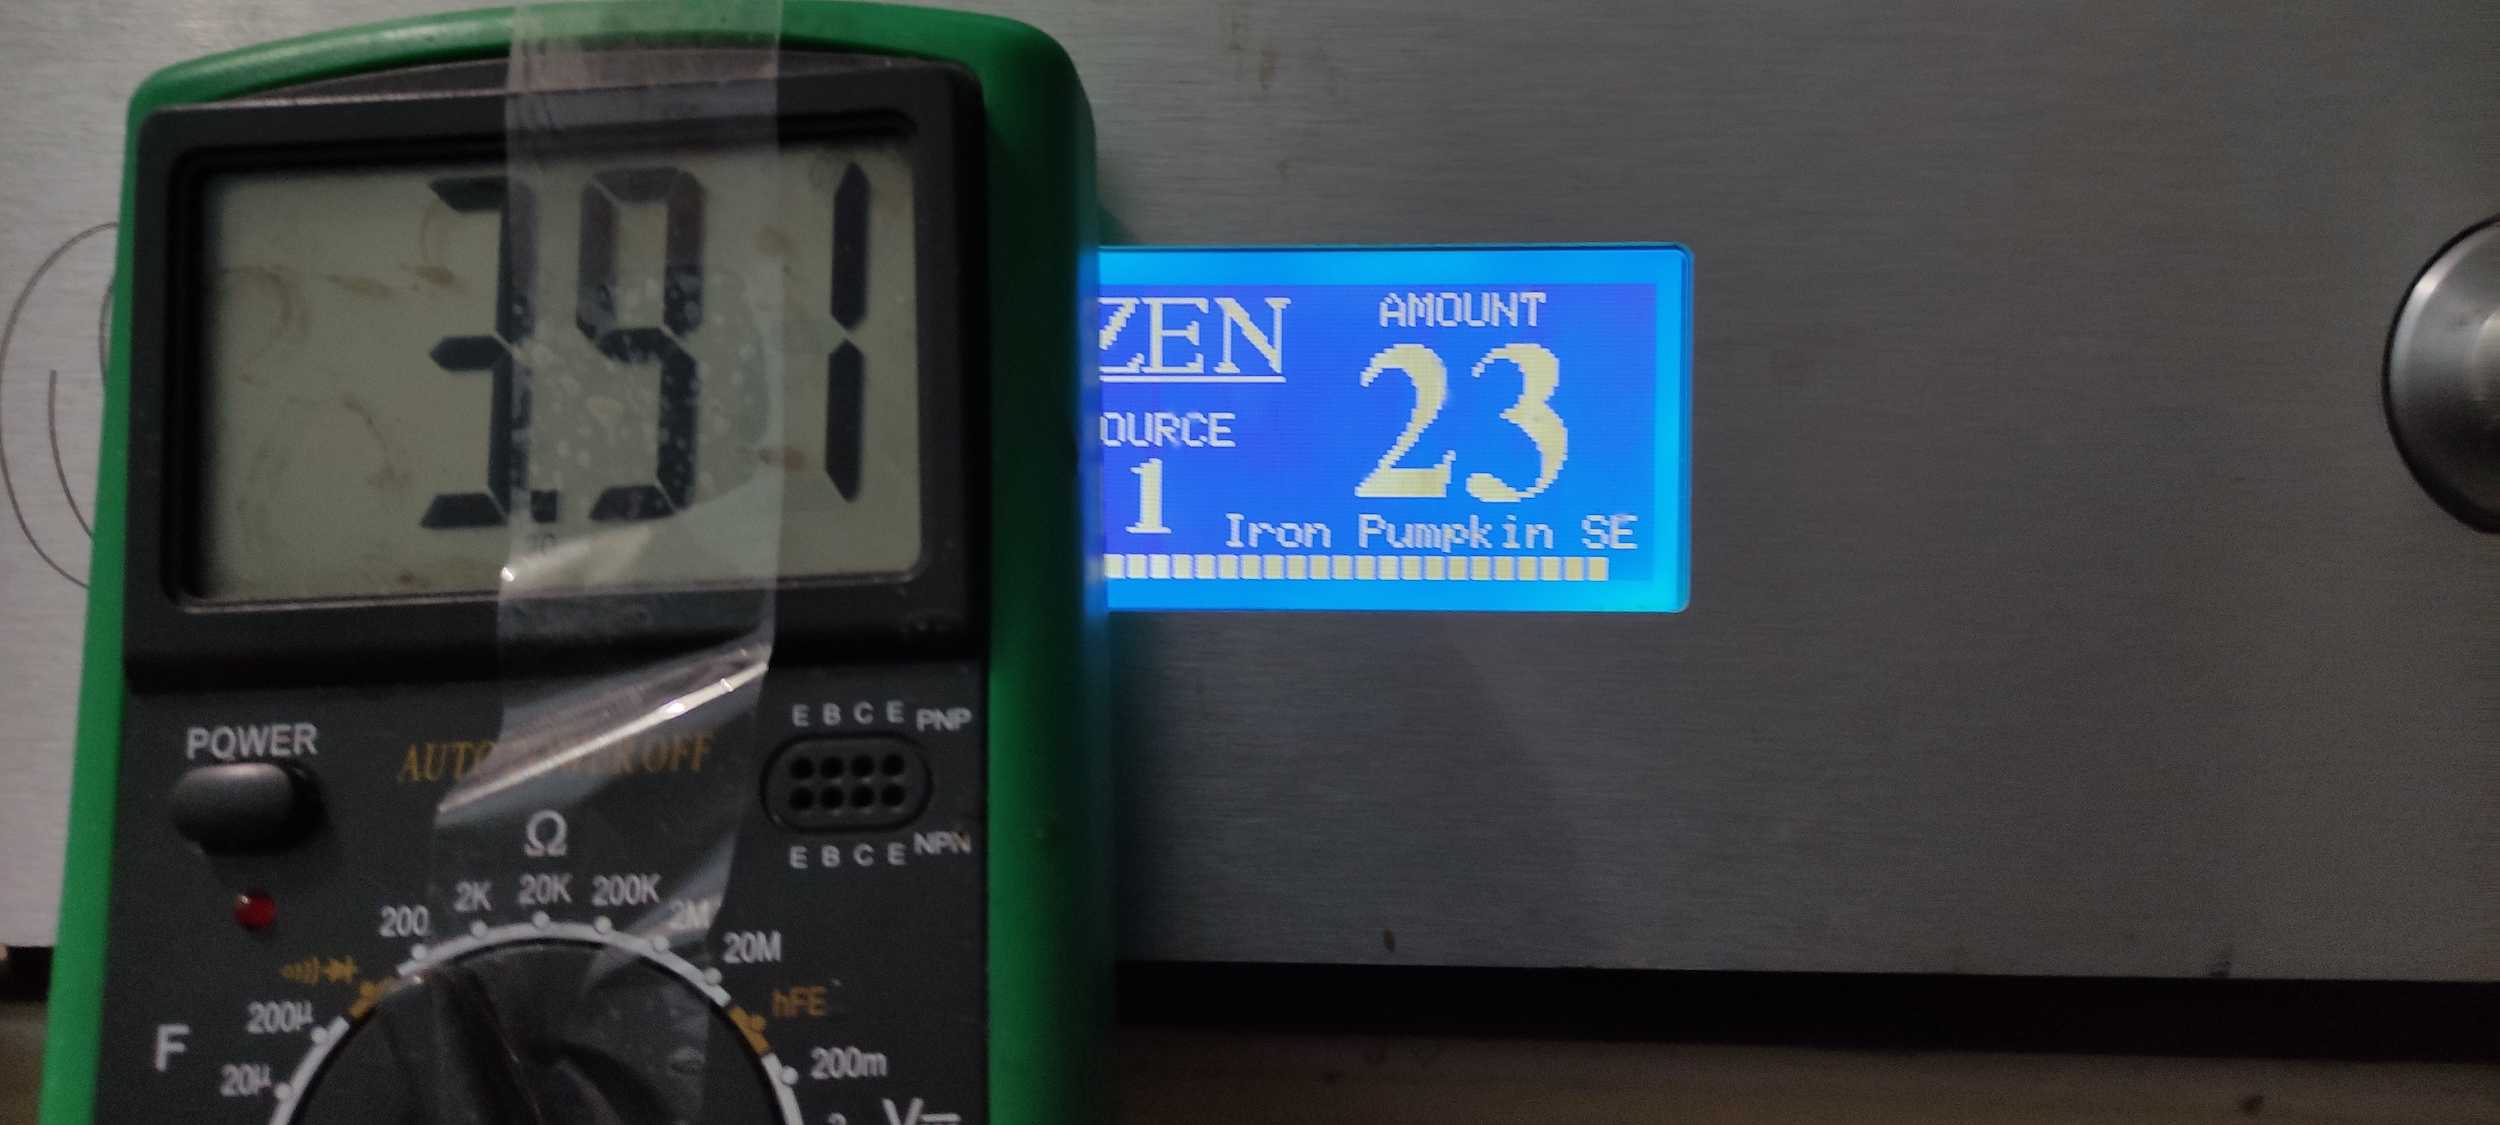 3.91
ZEN
AMOUNT
23
OURCE
1
Iron Pumpkin SE
POWER
E B C E PNP
E B C E NPN
Ω
200
2K
20K
200K
2M
20M
hFE
200m
V
F
200µ
20µ